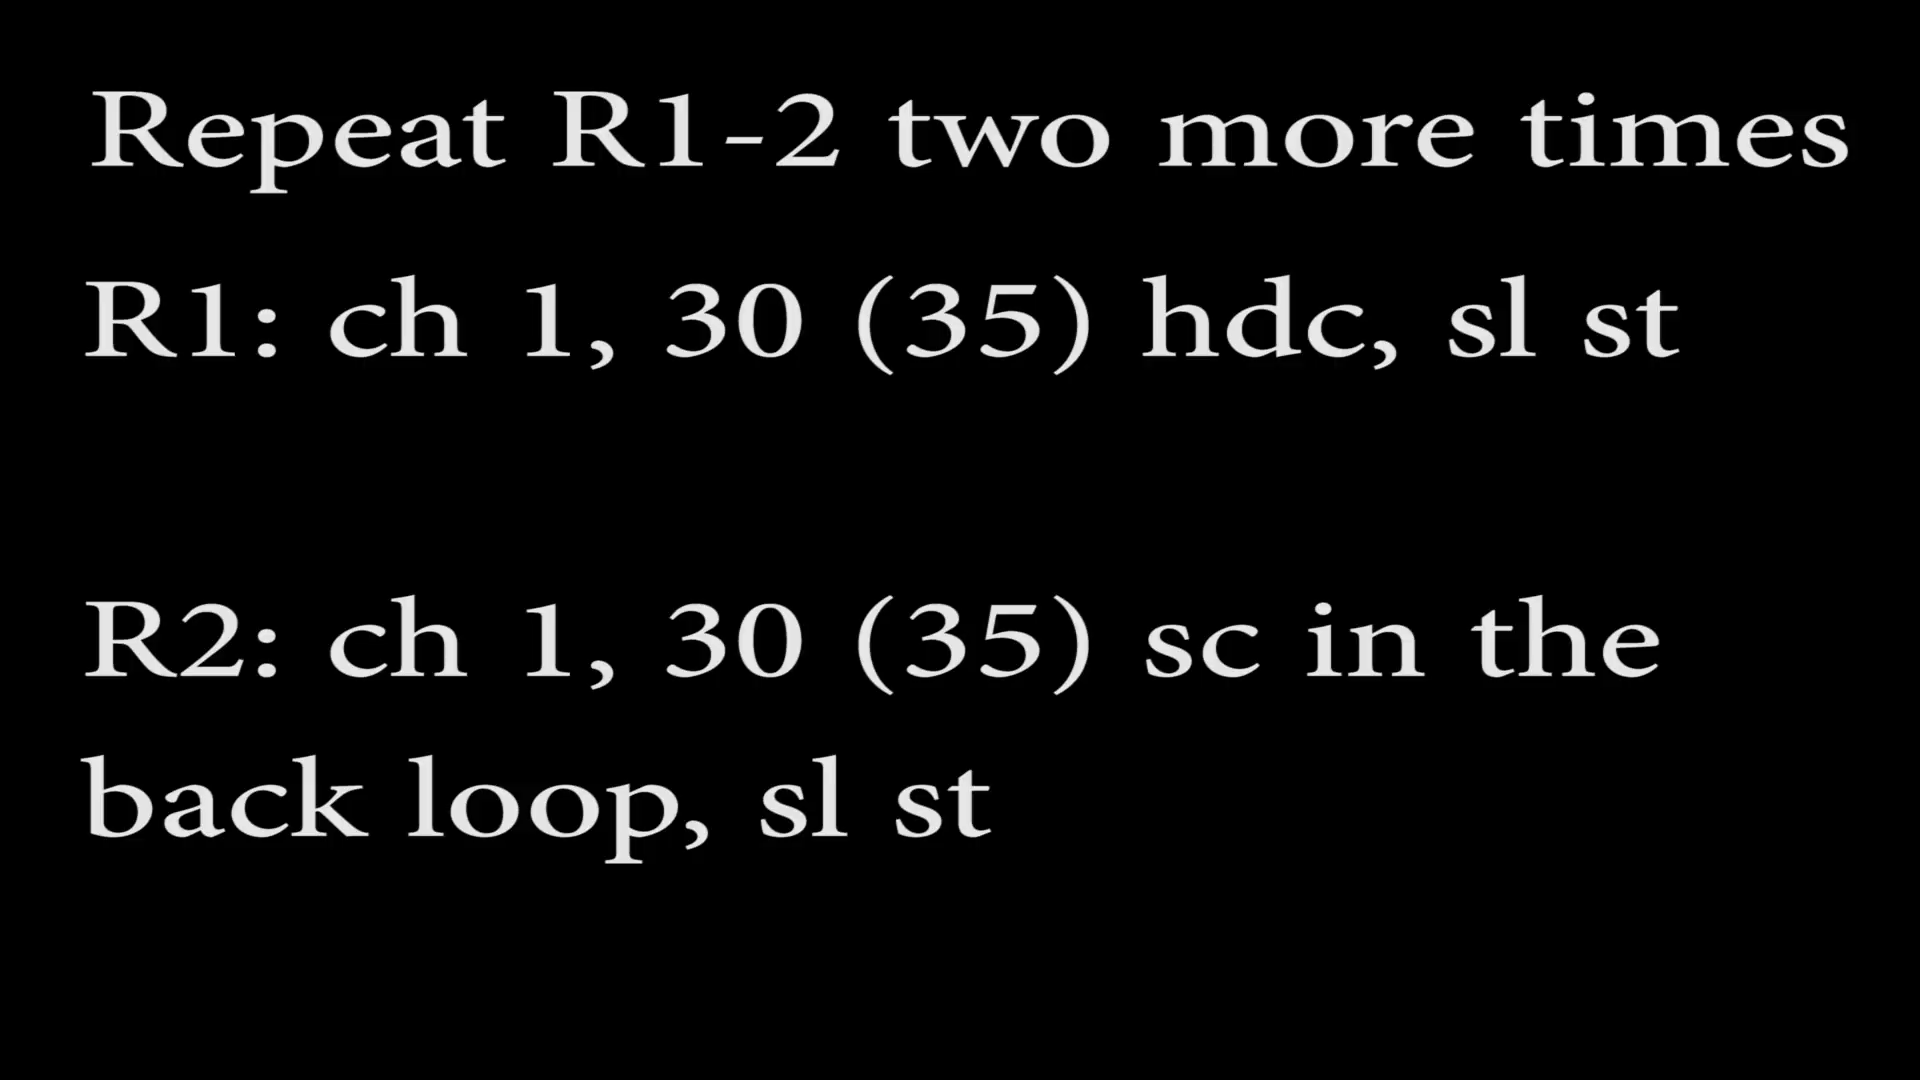 Repeat R1-2 two more times
R1: ch 1, 30 (35) hdc, sl st
R2: ch 1, 30 (35) sc in the
back loop, sl st